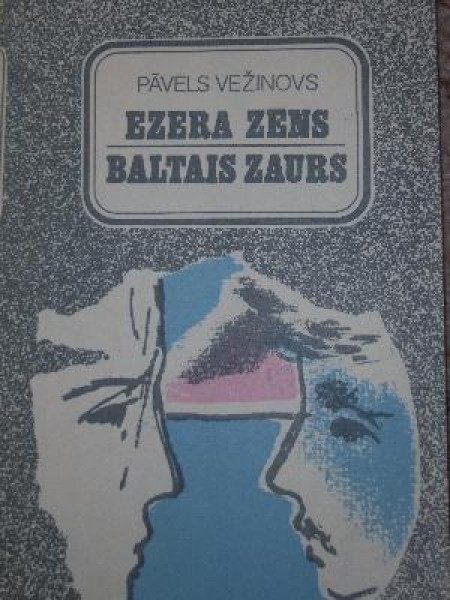 PĀVELS VEŽINOVS
EZERA ZENS
BALTAIS ZAURS